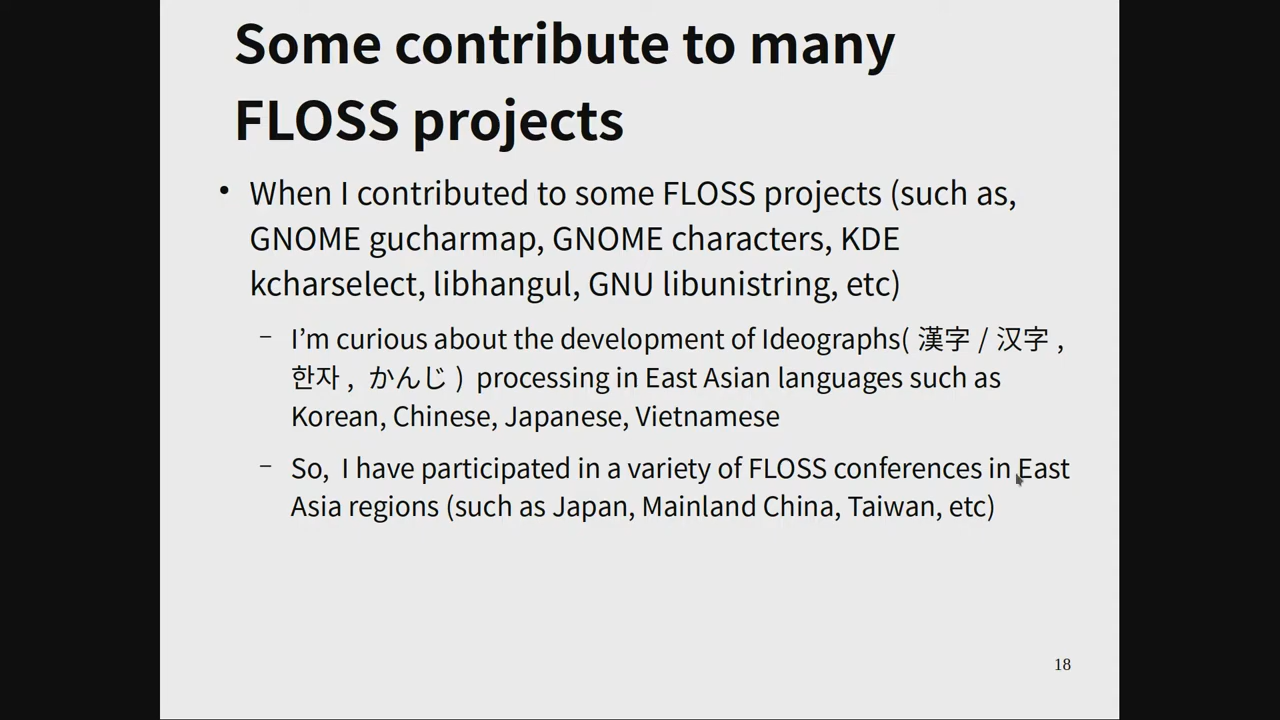 Some contribute to many
FLOSS projects
• When I contributed to some FLOSS projects (such as,
GNOME gucharmap, GNOME characters, KDE
kcharselect, libhangul, GNU libunistring, etc)
– I’m curious about the development of Ideographs( 漢字 / 汉字 ,
한자 , かんじ ) processing in East Asian languages such as
Korean, Chinese, Japanese, Vietnamese
– So, I have participated in a variety of FLOSS conferences in East
Asia regions (such as Japan, Mainland China, Taiwan, etc)
18